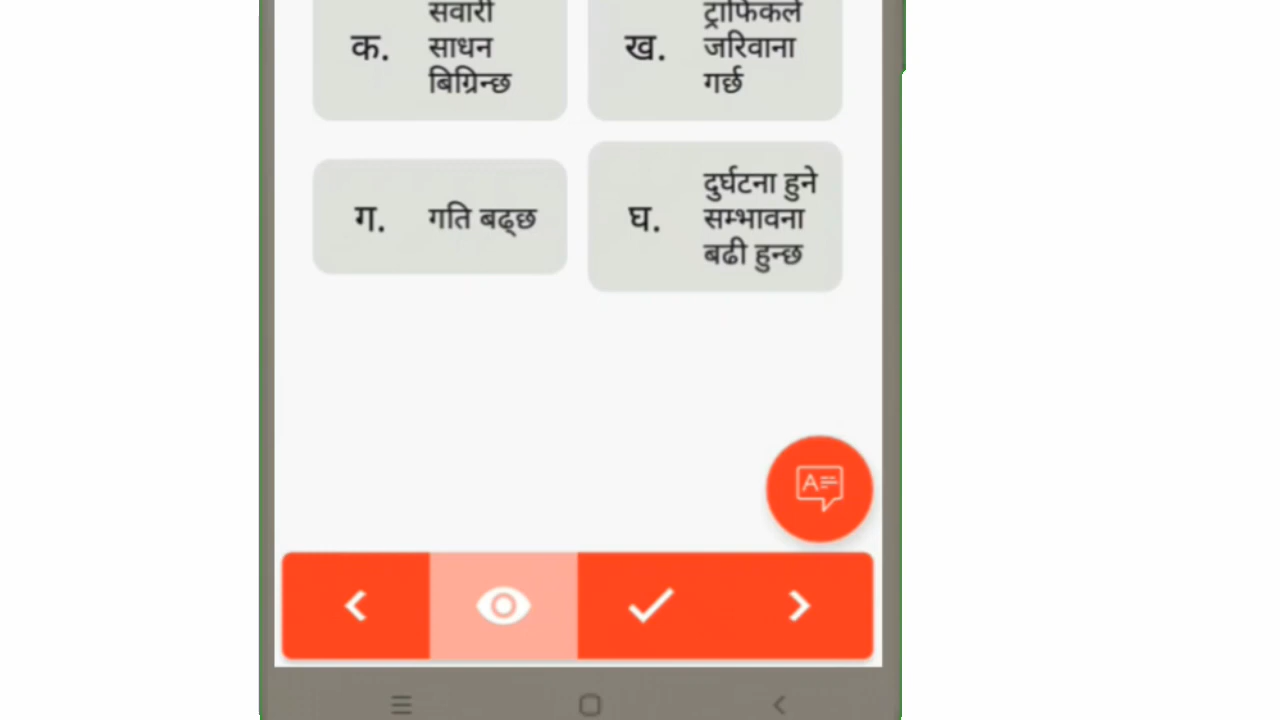 क. सवारी
साधन
बिग्रिन्छ
ख. ट्राफिकले
जरिवाना
गर्छ
ग. गति बढ्छ
घ. दुर्घटना हुने
सम्भावना
बढी हुन्छ
A